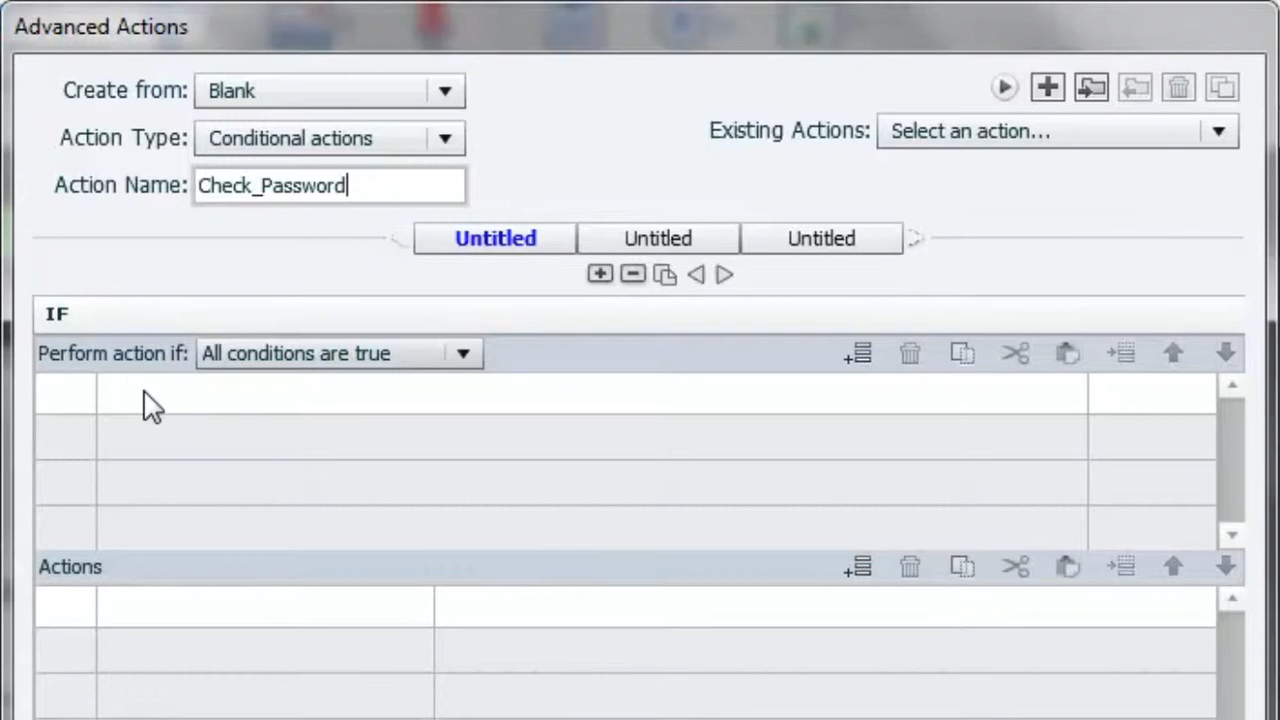 Advanced Actions
Create from: Blank
Action Type: Conditional actions
Existing Actions: Select an action...
Action Name: Check_Password
Untitled Untitled Untitled
IF
Perform action if: All conditions are true
Actions